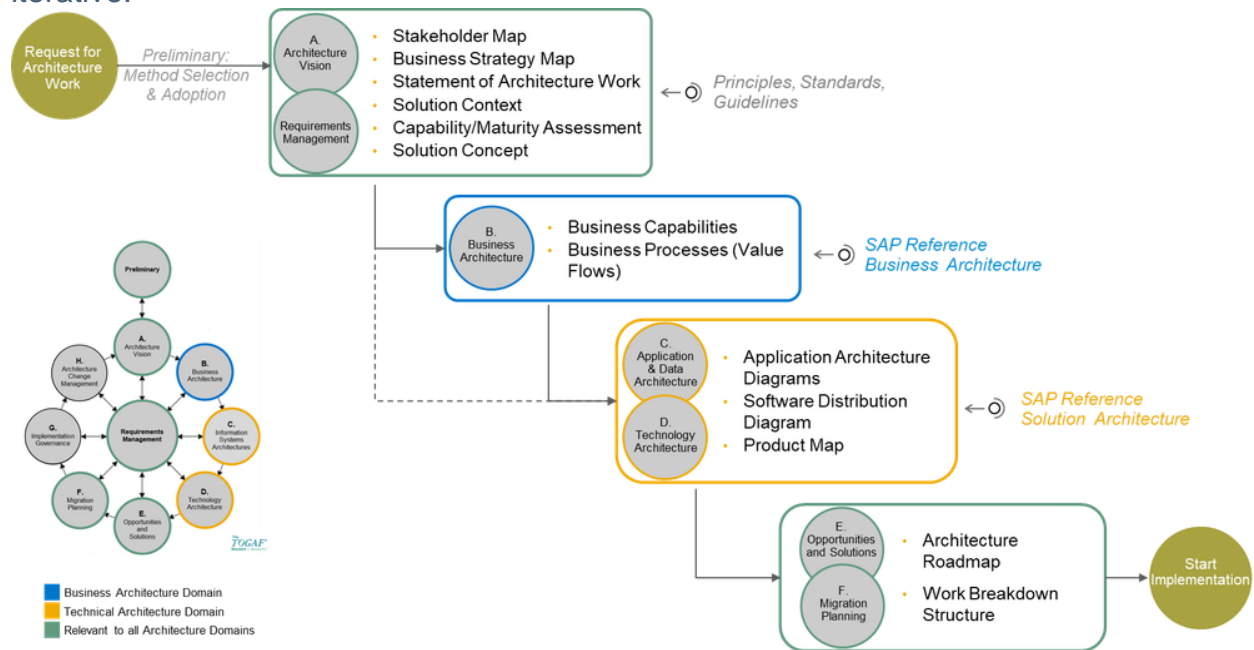 iterative.
Request for
Architecture
Work
Preliminary:
Method Selection
& Adoption
A.
Architecture
Vision
Requirements
Management
• Stakeholder Map
• Business Strategy Map
• Statement of Architecture Work
• Solution Context
• Capability/Maturity Assessment
• Solution Concept
Principles, Standards,
Guidelines
B.
Business
Architecture
• Business Capabilities
• Business Processes (Value
Flows)
SAP Reference
Business Architecture
C.
Application
& Data
Architecture
D.
Technology
Architecture
• Application Architecture
Diagrams
• Software Distribution
Diagram
• Product Map
SAP Reference
Solution Architecture
E.
Opportunities
and Solutions
F.
Migration
Planning
• Architecture
Roadmap
• Work Breakdown
Structure
Start
Implementation
Preliminary
A.
Architecture
Vision
B.
Business
Architecture
C.
Information
Systems
Architectures
D.
Technology
Architecture
E.
Opportunities
and
Solutions
F.
Migration
Planning
G.
Implementation
Governance
H.
Architecture
Change
Management
Requirements
Management
The
TOGAF®
Business Architecture Domain
Technical Architecture Domain
Relevant to all Architecture Domains